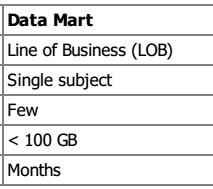 Data Mart
Line of Business (LOB)
Single subject
Few
< 100 GB
Months